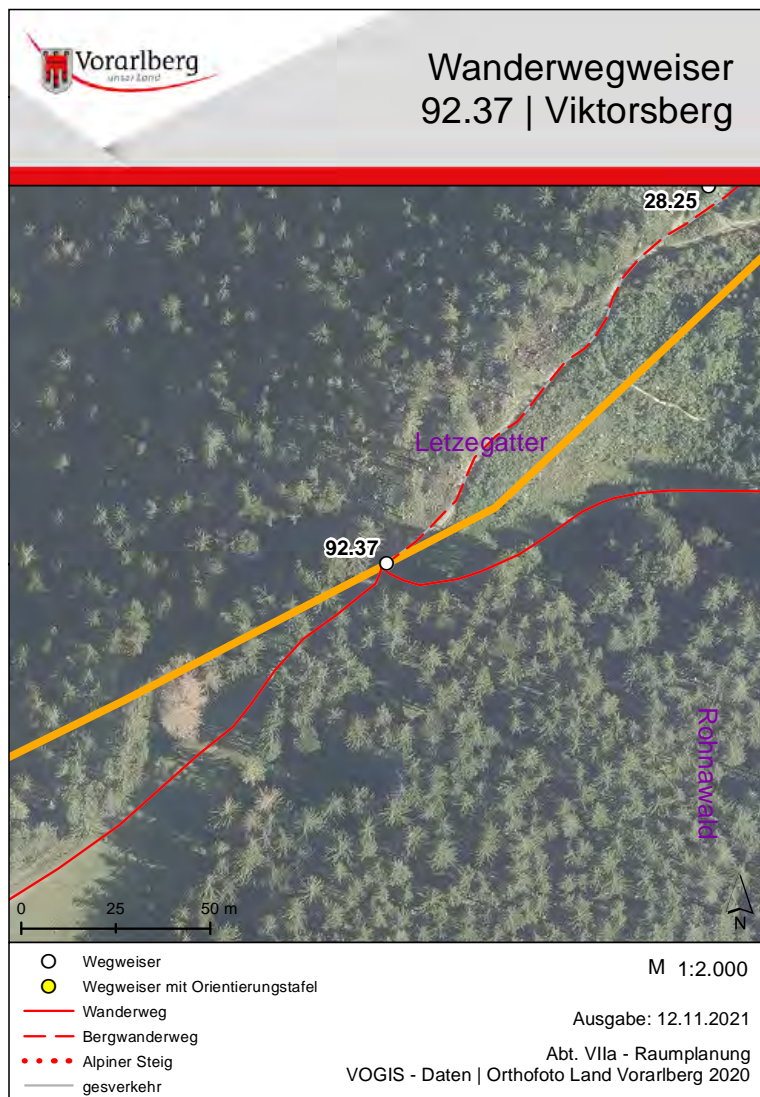 Vorarlberg
unser Land
Wanderwegweiser
92.37 | Viktorsberg
28.25
Letzegatter
92.37
Rohnawald
0 25 50 m
N
Wegweiser
Wegweiser mit Orientierungstafel
Wanderweg
Bergwanderweg
Alpiner Steig
gesverkehr
M 1:2.000
Ausgabe: 12.11.2021
Abt. VIIa - Raumplanung
VOGIS - Daten | Orthofoto Land Vorarlberg 2020